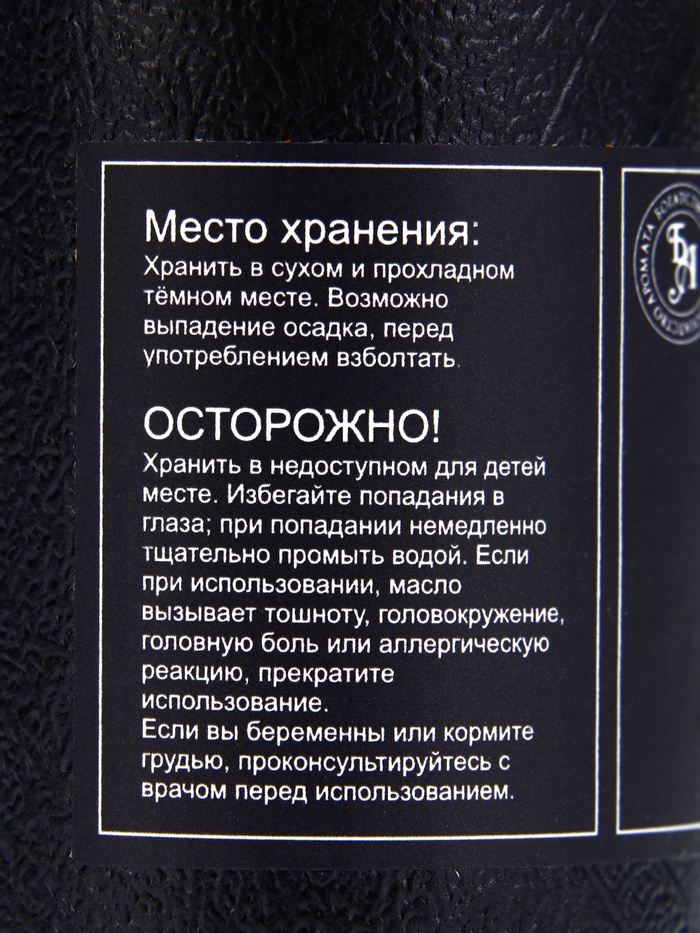 Место хранения:
Хранить в сухом и прохладном
тёмном месте. Возможно
выпадение осадка, перед
употреблением взболтать.
ОСТОРОЖНО!
Хранить в недоступном для детей
месте. Избегайте попадания в
глаза; при попадании немедленно
тщательно промыть водой. Если
при использовании, масло
вызывает тошноту, головокружение,
головную боль или аллергическую
реакцию, прекратите
использование.
Если вы беременны или кормите
грудью, проконсультируйтесь с
врачом перед использованием.
АРОМАТА